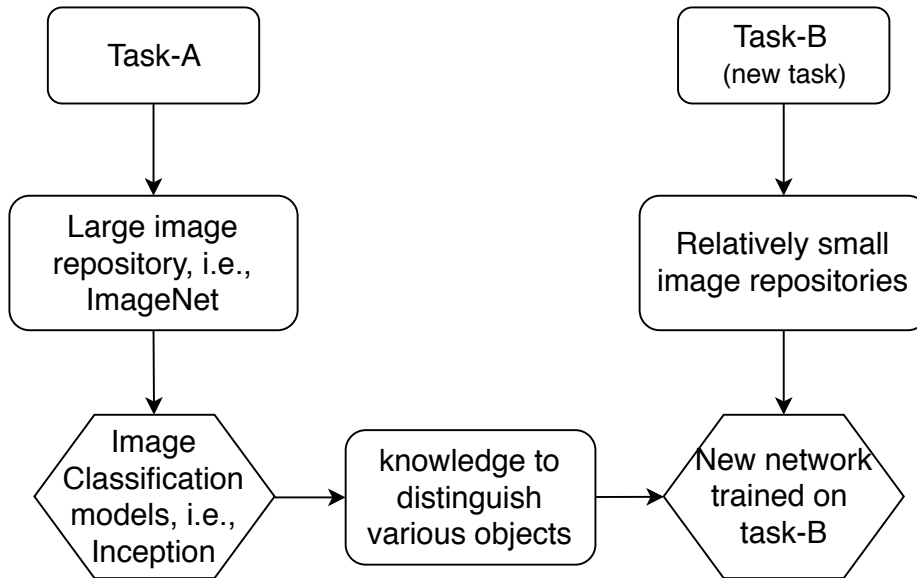 Task-A
Task-B
(new task)
Large image
repository, i.e.,
ImageNet
Relatively small
image repositories
Image
Classification
models, i.e.,
Inception
knowledge to
distinguish
various objects
New network
trained on
task-B